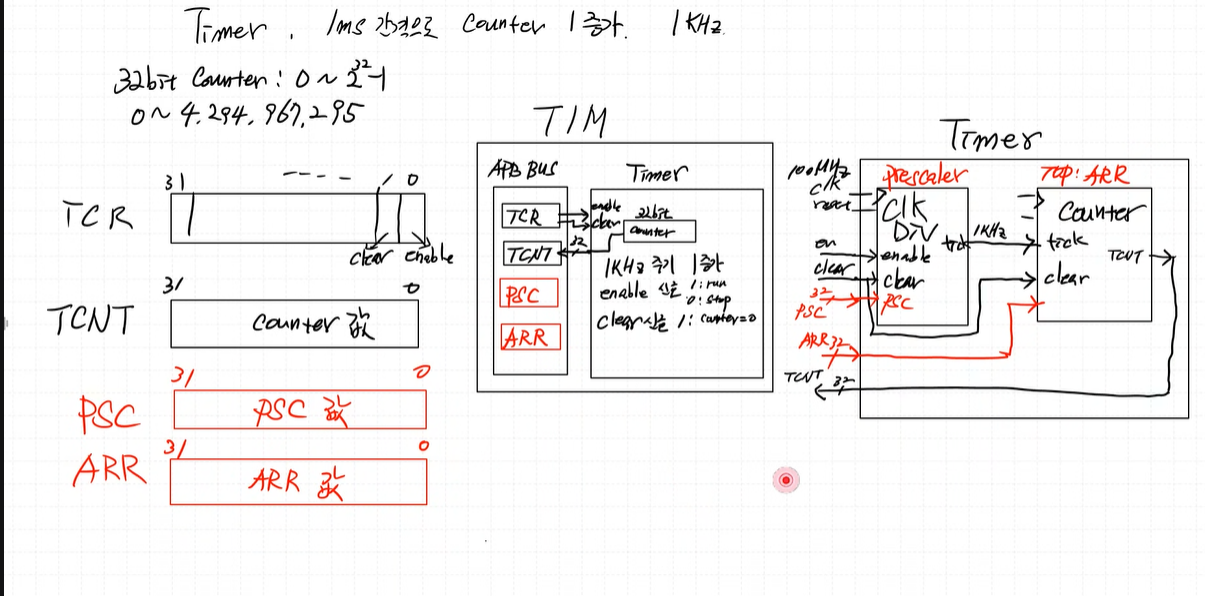 Timer. 1ms 간격으로 Counter 1 증가. 1KHz.
32bit Counter: 0 ~ 2^32-1
0 ~ 4.294.967.295
31 ---- 1 0
TCR
clear enable
31 0
TCNT
Counter 값
31 0
PSC
PSC 값
31 0
ARR
ARR 값
TIM
APB BUS
TCR
TCNT
PSC
ARR
Timer
enable
clear
32bit
Counter
32
1KHz 주기 1증가
enable 신호 1: run
0: stop
clear 신호 1: Counter=0
Timer
100MHz
clk
reset
en
clear
32
PSC
ARR 32
TCNT 32
prescaler
Clk
Div
tick
enable
clear
PSC
1KHz
TOP: ARR
Counter
tick
TCNT
clear